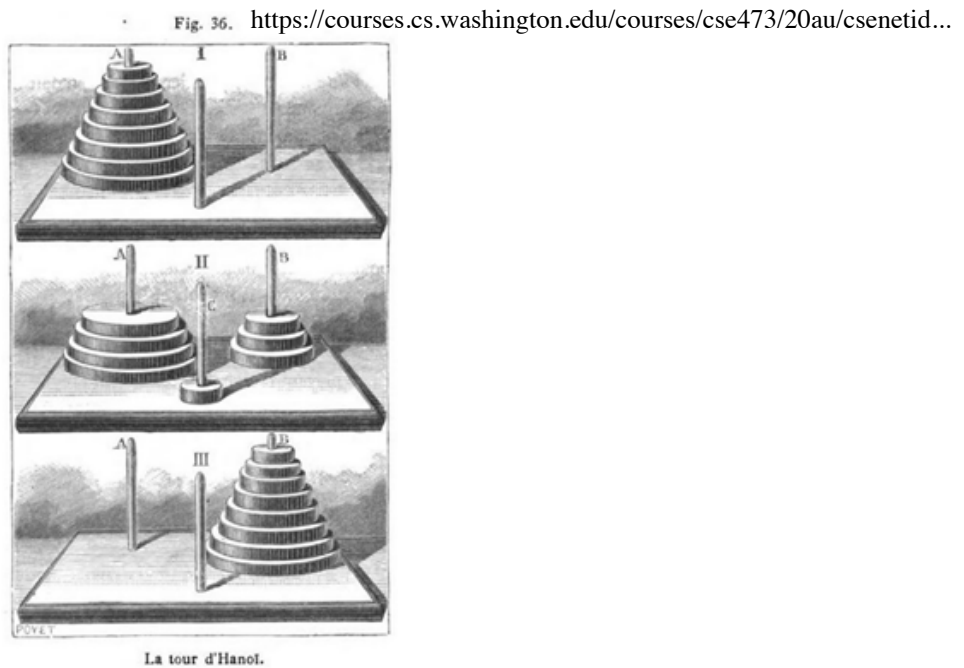 Fig. 36. https://courses.cs.washington.edu/courses/cse473/20au/csenetid...
A I B
A II B
C
A III B
POYET
La tour d'Hanoï.